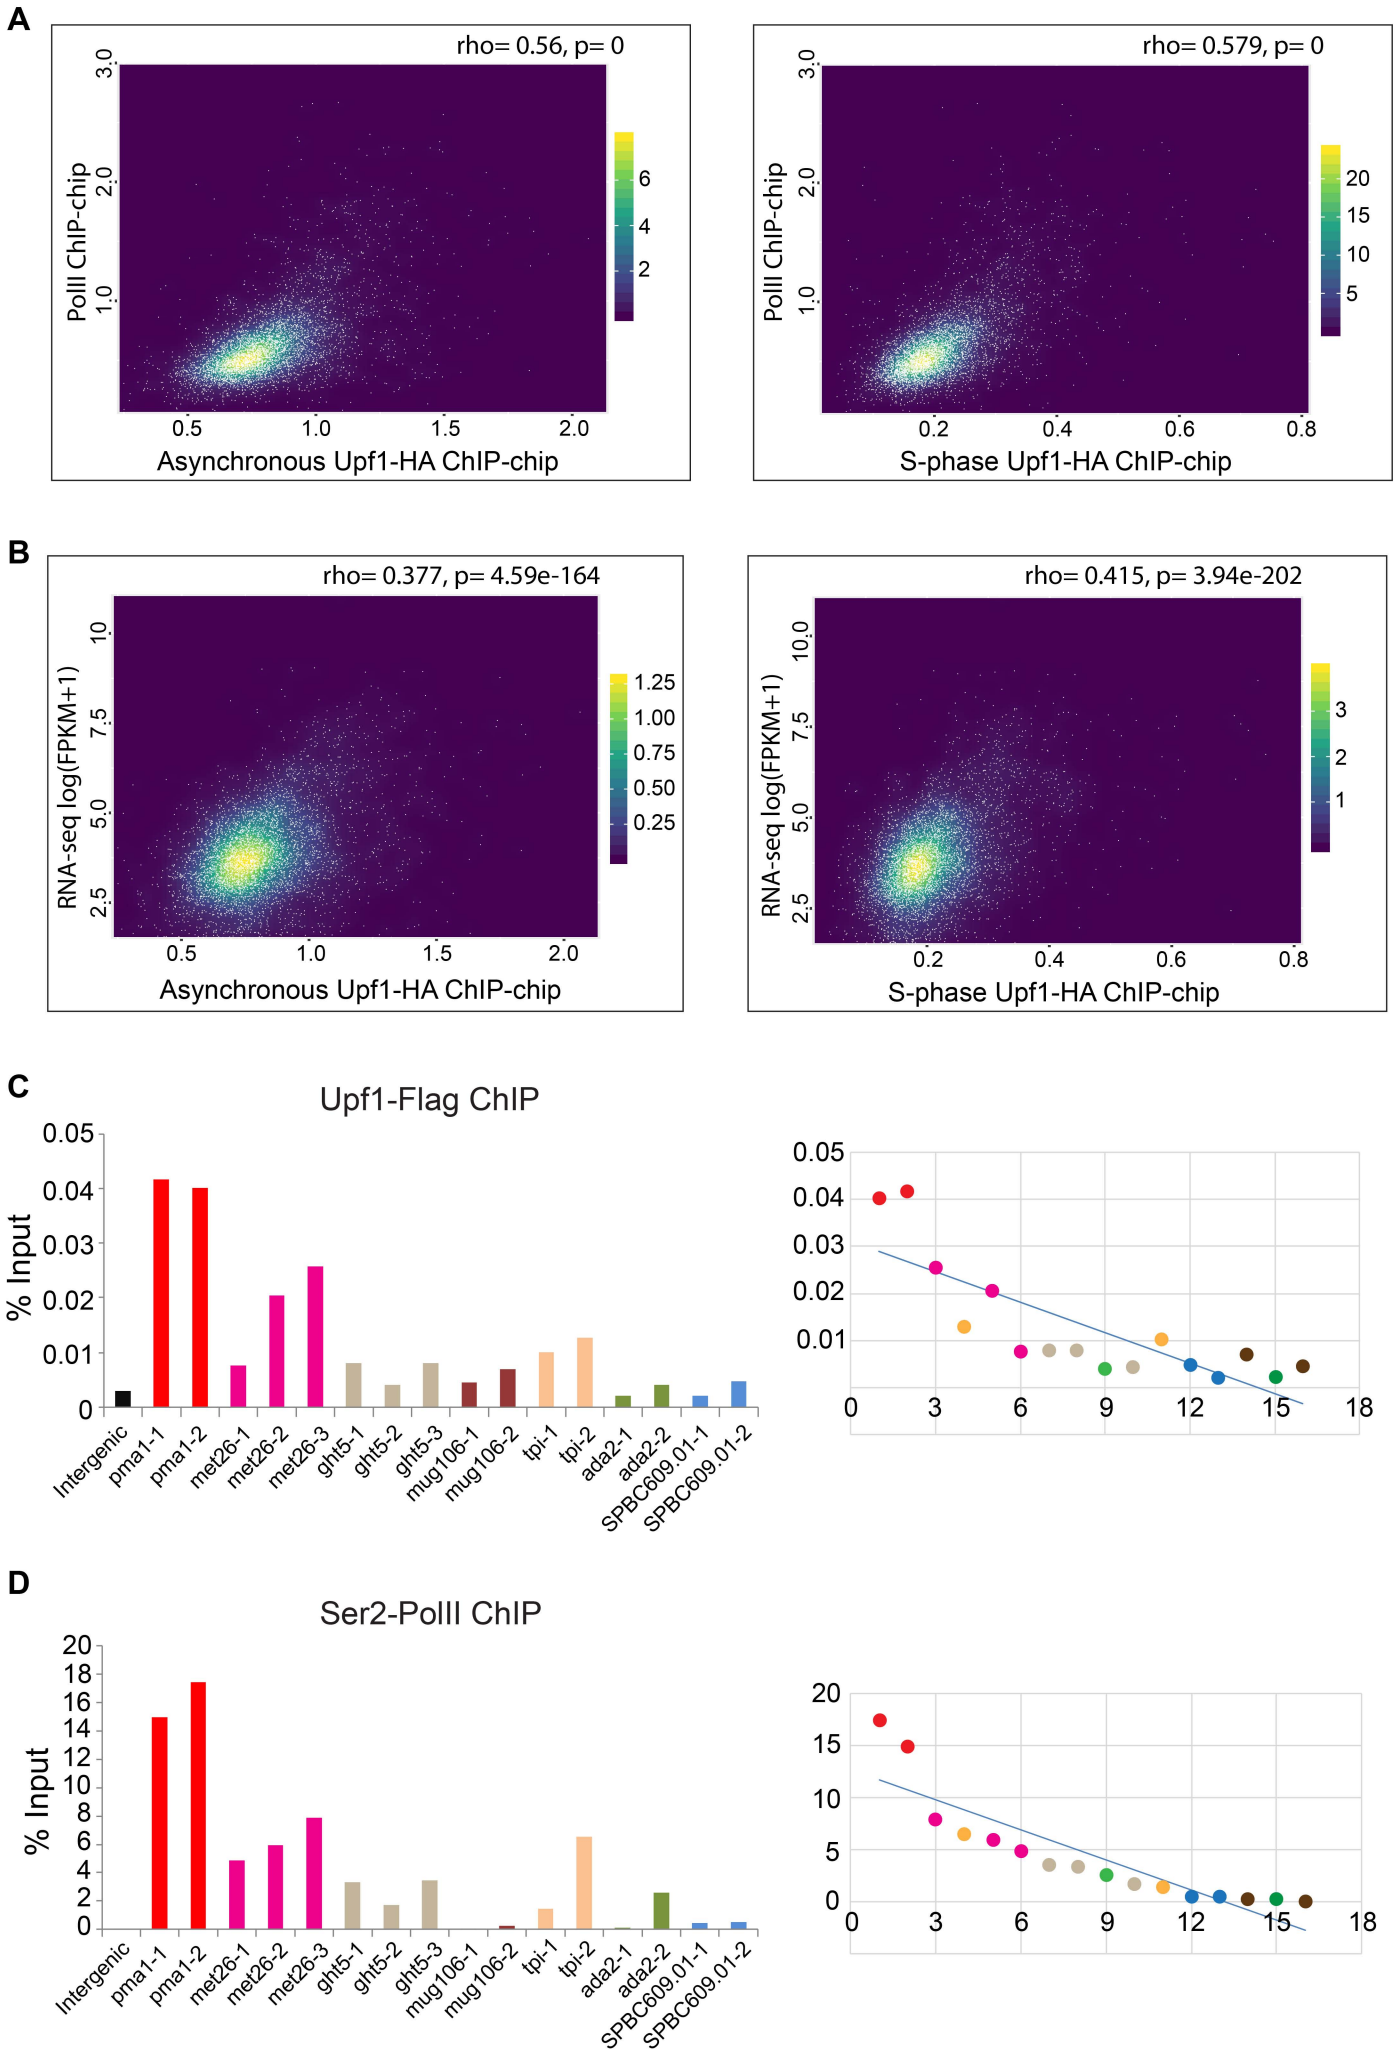 A
rho= 0.56, p= 0
PolII ChIP-chip
3.0
2.0
1.0
0.5 1.0 1.5 2.0
Asynchronous Upf1-HA ChIP-chip
6
4
2
rho= 0.579, p= 0
PolII ChIP-chip
3.0
2.0
1.0
0.2 0.4 0.6 0.8
S-phase Upf1-HA ChIP-chip
20
15
10
5
B
rho= 0.377, p= 4.59e-164
RNA-seq log(FPKM+1)
10
7.5
5.0
2.5
0.5 1.0 1.5 2.0
Asynchronous Upf1-HA ChIP-chip
1.25
1.00
0.75
0.50
0.25
rho= 0.415, p= 3.94e-202
RNA-seq log(FPKM+1)
10.0
7.5
5.0
2.5
0.2 0.4 0.6 0.8
S-phase Upf1-HA ChIP-chip
3
2
1
C
Upf1-Flag ChIP
% Input
0.05
0.04
0.03
0.02
0.01
0
Intergenic
pma1-1
pma1-2
met26-1
met26-2
met26-3
ght5-1
ght5-2
ght5-3
mug106-1
mug106-2
tpi-1
tpi-2
ada2-1
ada2-2
SPBC609.01-1
SPBC609.01-2
0.05
0.04
0.03
0.02
0.01
0 3 6 9 12 15 18
D
Ser2-PolII ChIP
% Input
20
18
16
14
12
10
8
6
4
2
0
Intergenic
pma1-1
pma1-2
met26-1
met26-2
met26-3
ght5-1
ght5-2
ght5-3
mug106-1
mug106-2
tpi-1
tpi-2
ada2-1
ada2-2
SPBC609.01-1
SPBC609.01-2
20
15
10
5
0
0 3 6 9 12 15 18